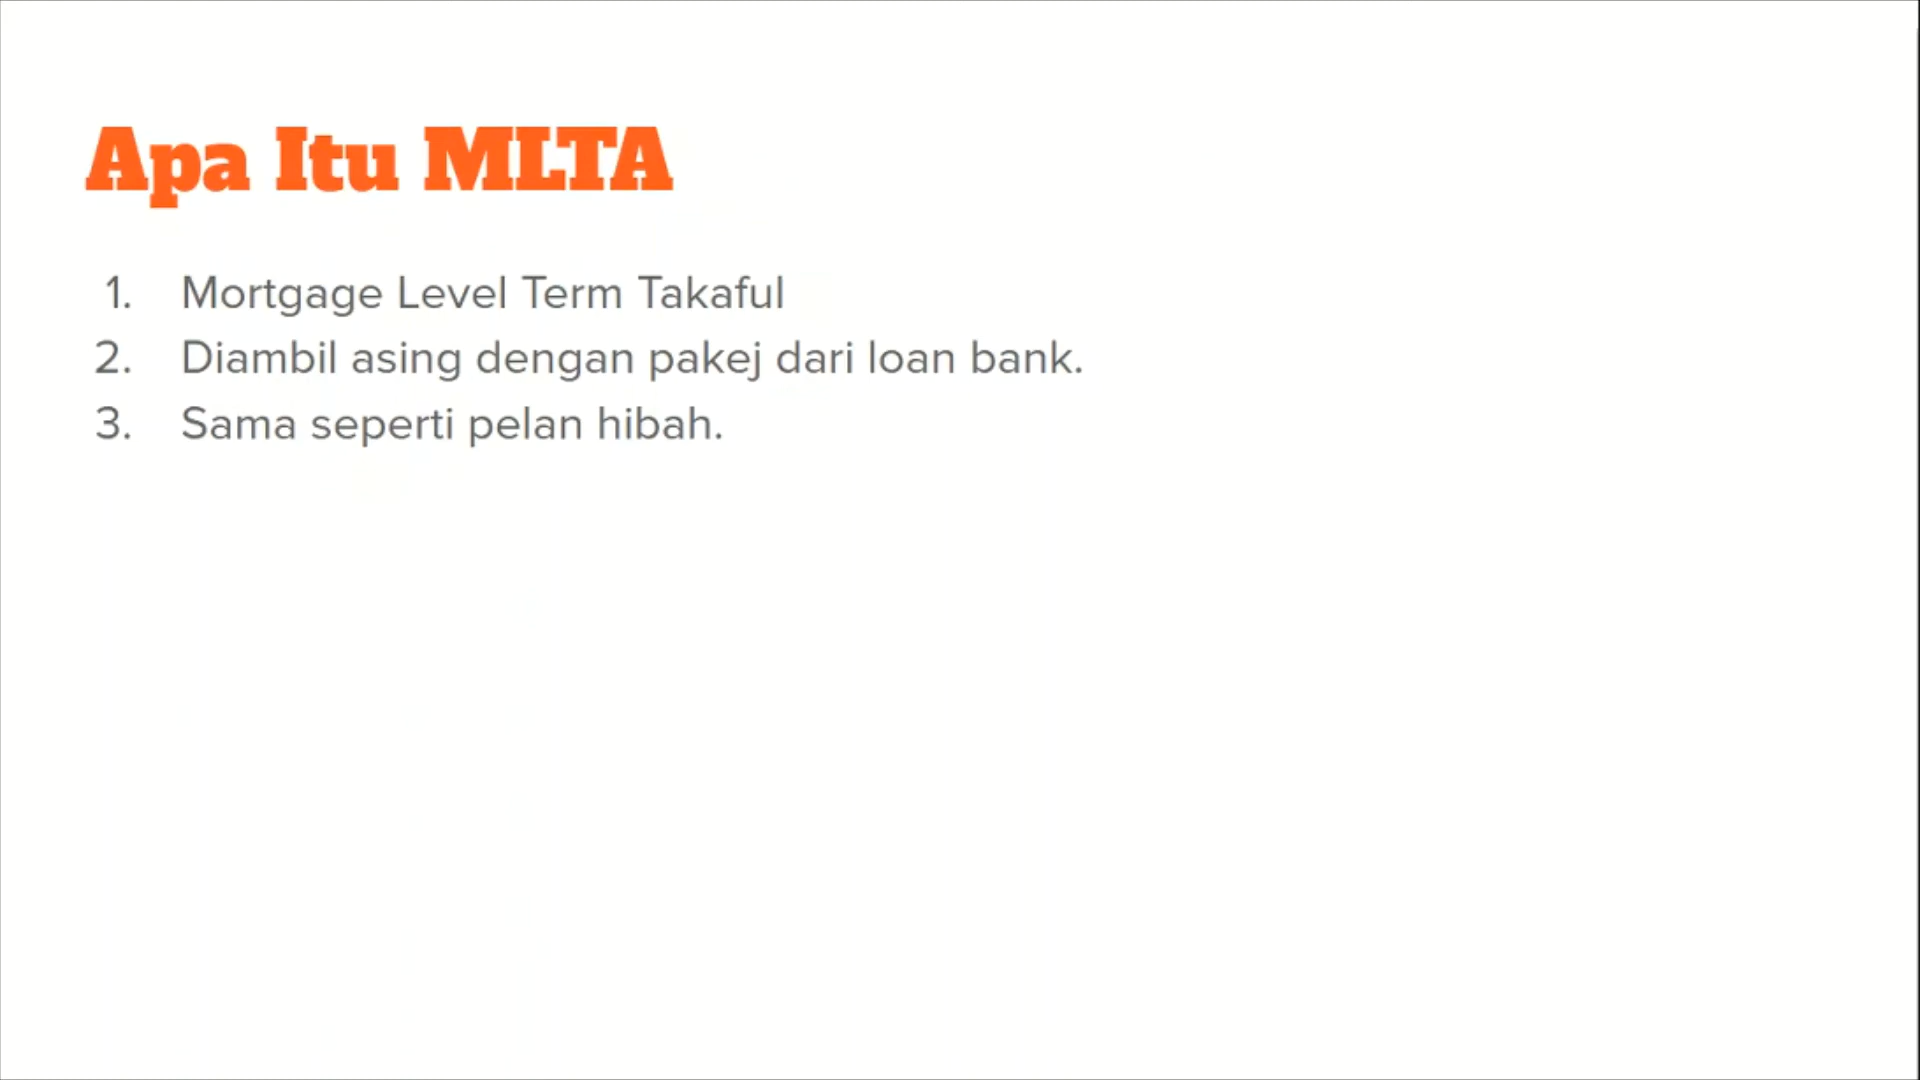 Apa Itu MLTA
1. Mortgage Level Term Takaful
2. Diambil asing dengan pakej dari loan bank.
3. Sama seperti pelan hibah.